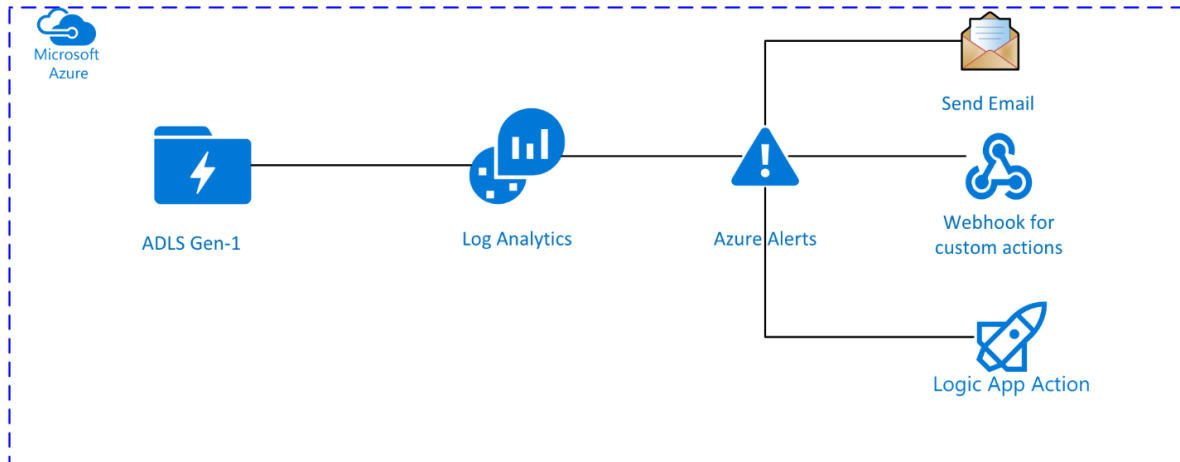 Microsoft
Azure
Send Email
ADLS Gen-1
Log Analytics
Azure Alerts
Webhook for
custom actions
Logic App Action